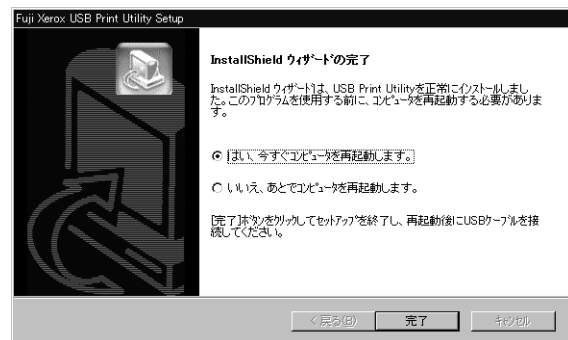 Fuji Xerox USB Print Utility Setup
InstallShield ウィザードの完了
InstallShield ウィザードは、USB Print Utilityを正常にインストールしまし
た。このプログラムを使用する前に、コンピュータを再起動する必要がありま
す。
はい、今すぐコンピュータを再起動します。
いいえ、あとでコンピュータを再起動します。
[完了]ボタンをクリックしてセットアップを終了し、再起動後にUSBケーブルを接
続してください。
< 戻る(B)
完了
キャンセル